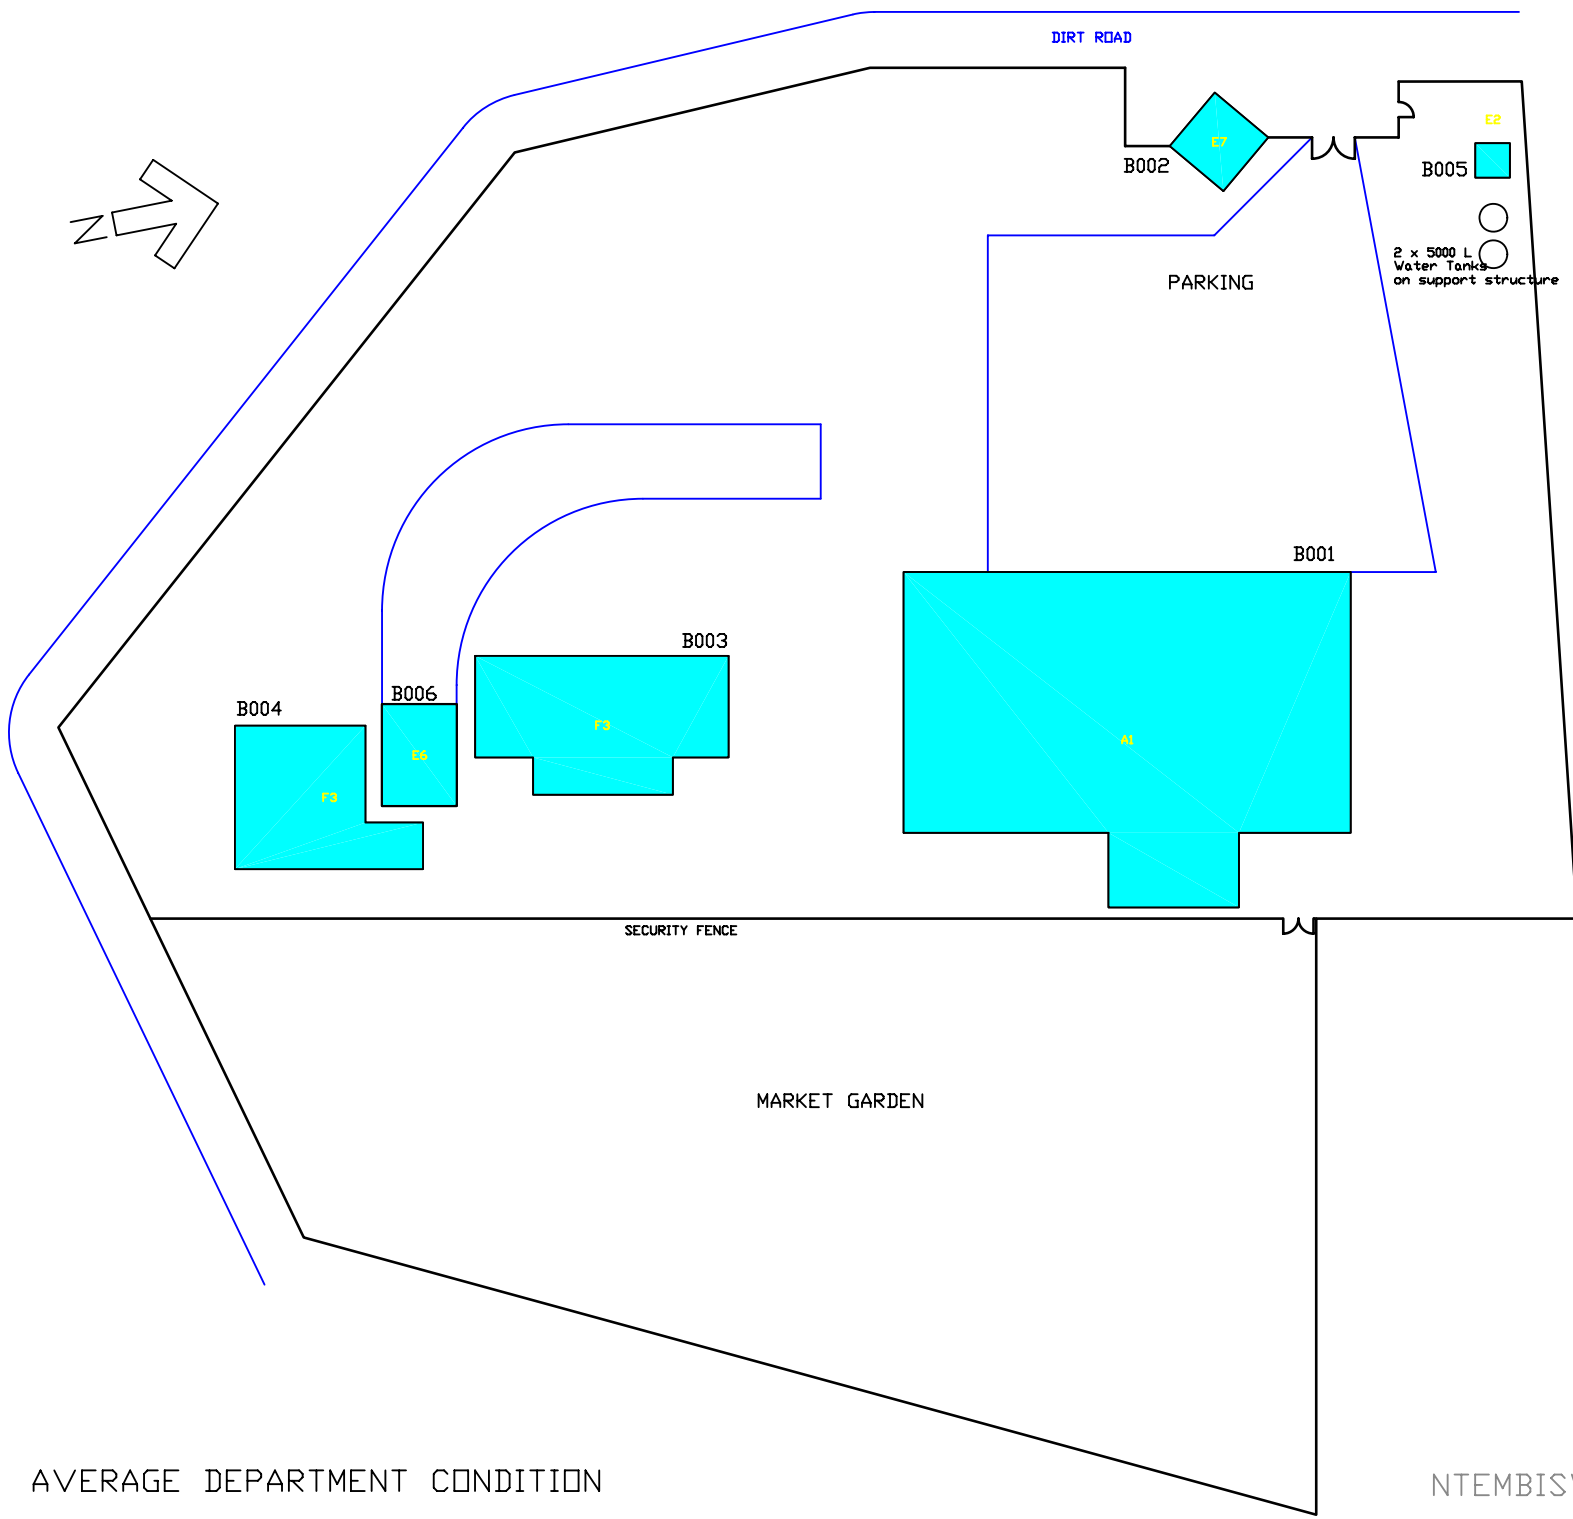 DIRT ROAD
E2
E7
B002
B005
N
2 x 5000 L
Water Tanks
on support structure
PARKING
B001
B003
B006
B004
F3
A1
E6
F3
SECURITY FENCE
MARKET GARDEN
AVERAGE DEPARTMENT CONDITION